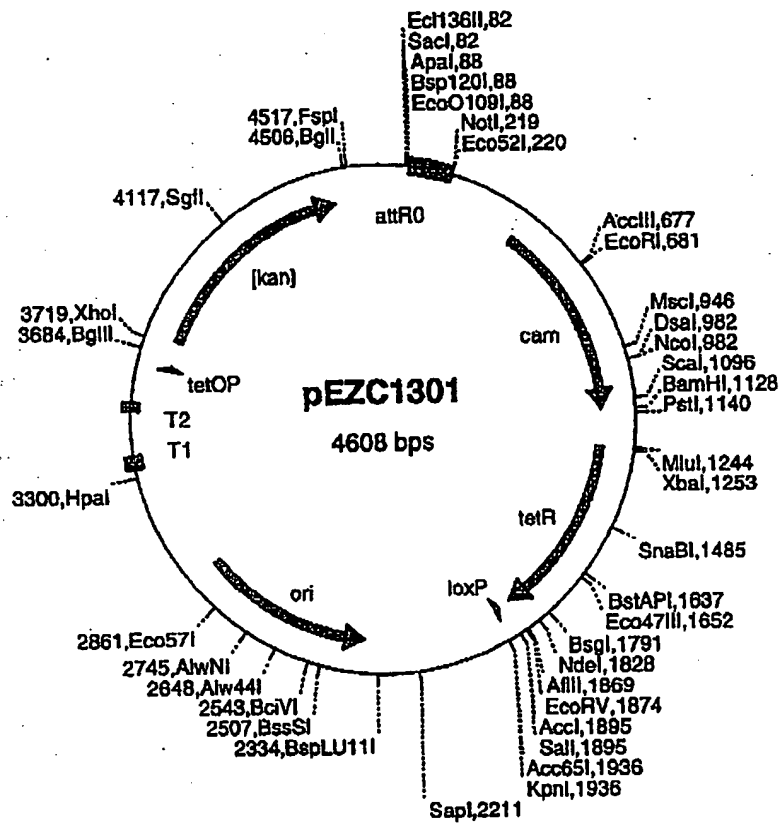 Ecl136II,82
SacI,82
ApaI,88
Bsp120I,88
EcoO109I,88
NotI,219
Eco52I,220
4517,FspI
4506,BglI
4117,SgfI
attR0
[kan]
AccIII,677
EcoRI,681
3719,XhoI
3684,BglII
cam
MscI,946
DsaI,982
NcoI,982
ScaI,1096
BamHI,1128
PstI,1140
tetOP
pEZC1301
4608 bps
T2
T1
MluI,1244
XbaI,1253
3300,HpaI
tetR
SnaBI,1485
ori
loxP
BstAPI,1637
Eco47III,1652
BsgI,1791
NdeI,1828
AflII,1869
EcoRV,1874
AccI,1895
SalI,1895
Acc65I,1936
KpnI,1936
2861,Eco57I
2745,AlwNI
2648,Alw44I
2543,BciVI
2507,BssSI
2334,BspLU11I
SapI,2211